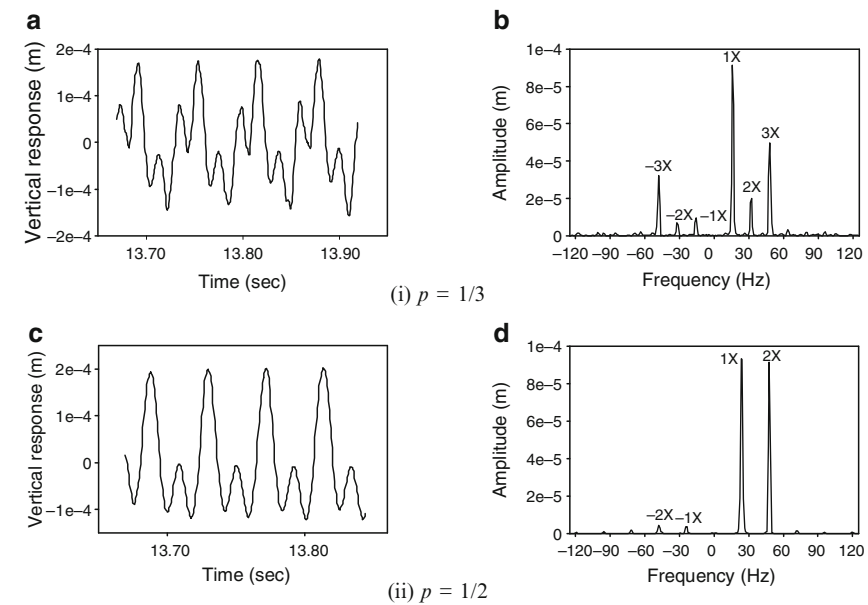 a
Vertical response (m)
2e–4
1e–4
0
–1e–4
–2e–4
13.70 13.80 13.90
Time (sec)
b
Amplitude (m)
1e–4
8e–5
6e–5
4e–5
2e–5
0
1X
3X
–3X
2X
–2X –1X
–120 –90 –60 –30 0 30 60 90 120
Frequency (Hz)
(i) p = 1/3
c
Vertical response (m)
2e–4
1e–4
0
–1e–4
13.70 13.80
Time (sec)
d
Amplitude (m)
1e–4
8e–5
6e–5
4e–5
2e–5
0
1X 2X
–2X –1X
–120 –90 –60 –30 0 30 60 90 120
Frequency (Hz)
(ii) p = 1/2